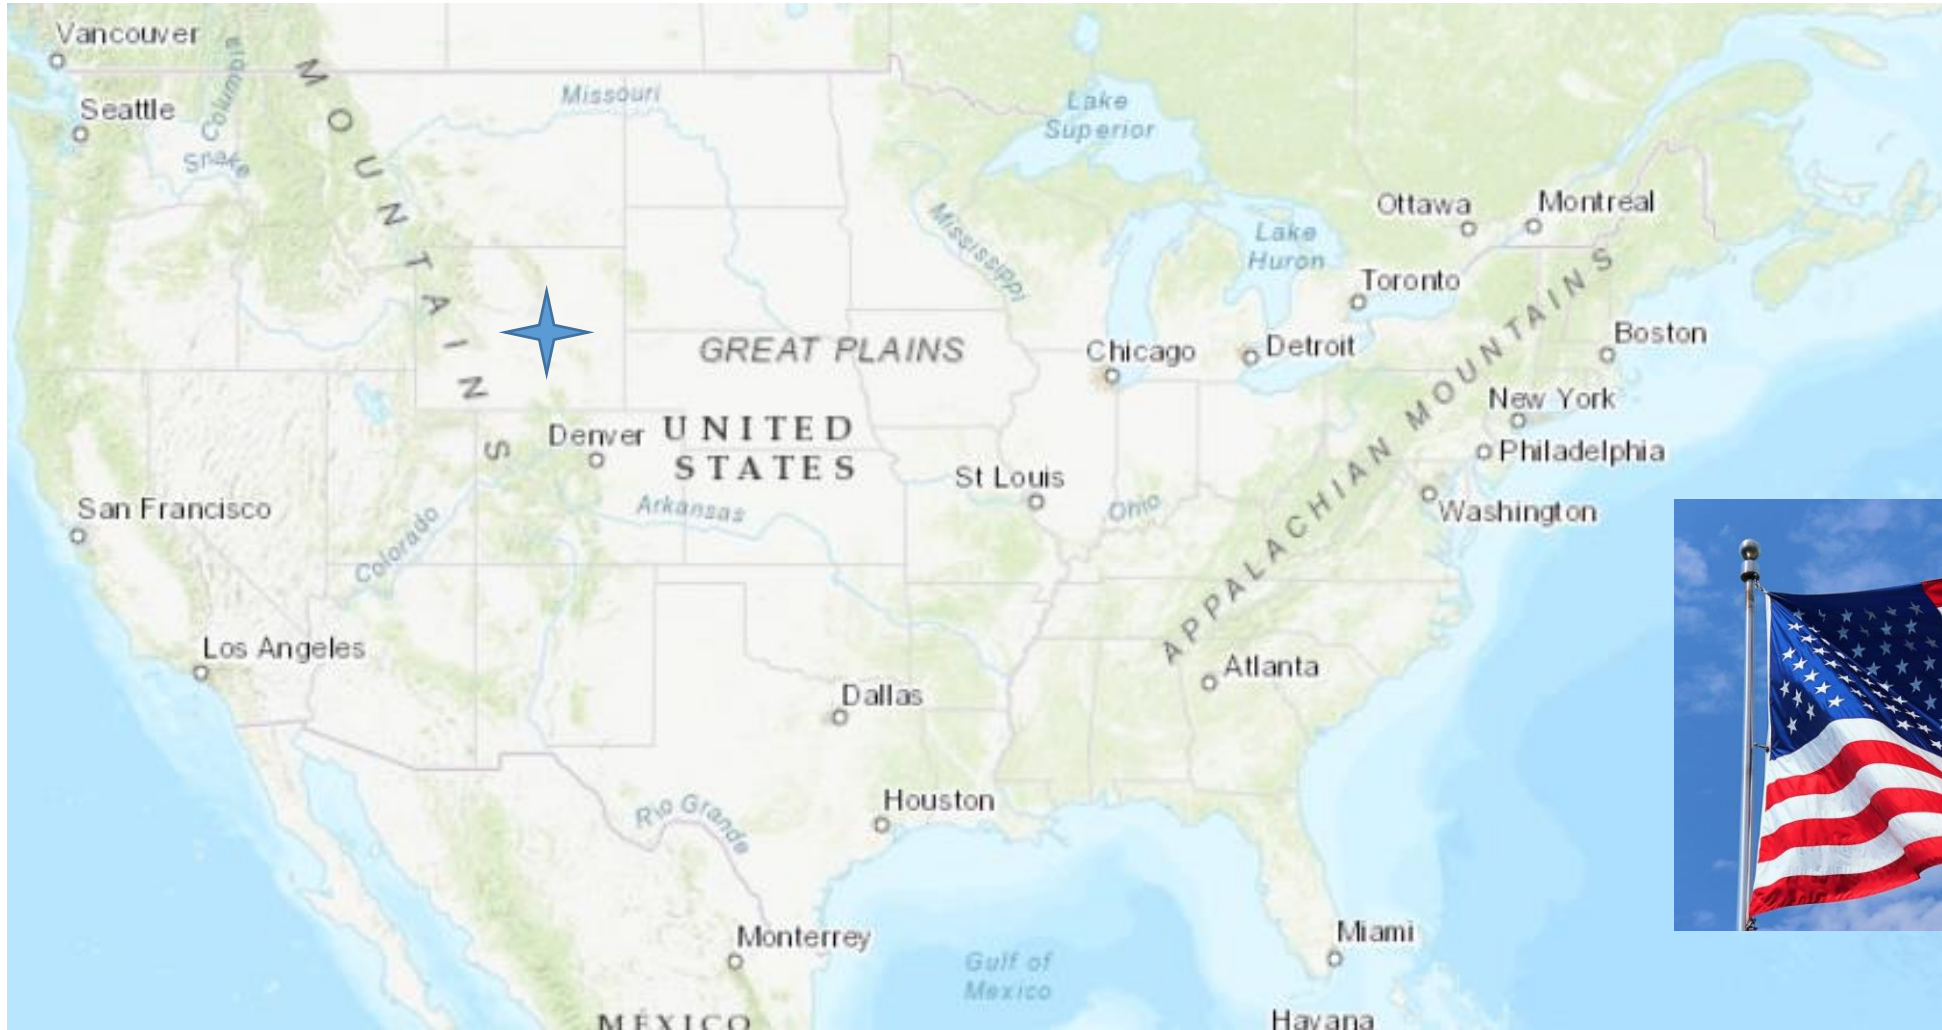 Vancouver
Columbia
MOUNTAINS
Missouri
Lake
Superior
Seattle
Snake
Mississippi
Ottawa
Montreal
Lake
Huron
Toronto
GREAT PLAINS
Chicago
Detroit
Boston
APPALACHIAN MOUNTAINS
New York
Denver
UNITED
STATES
Philadelphia
St Louis
San Francisco
Colorado
Arkansas
Ohio
Washington
Los Angeles
Atlanta
Dallas
Rio Grande
Houston
Monterrey
Miami
Gulf of
Mexico
MÉXICO
Havana